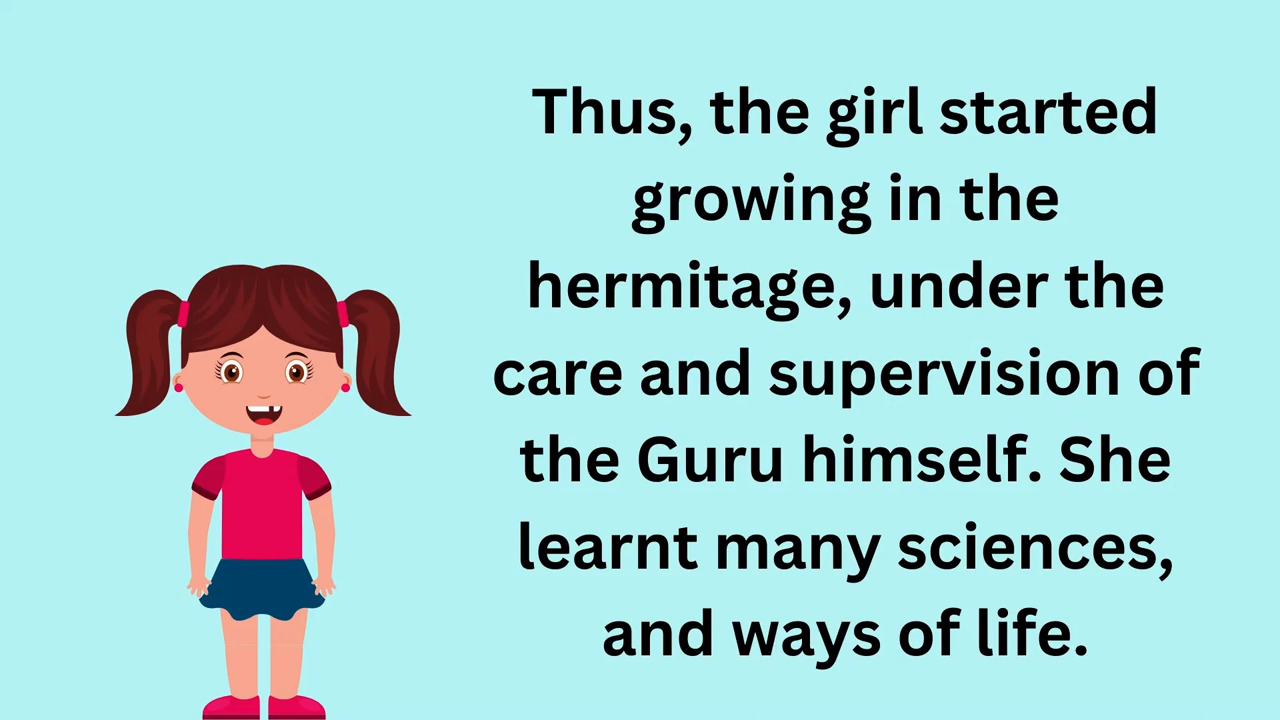 Thus, the girl started
growing in the
hermitage, under the
care and supervision of
the Guru himself. She
learnt many sciences,
and ways of life.